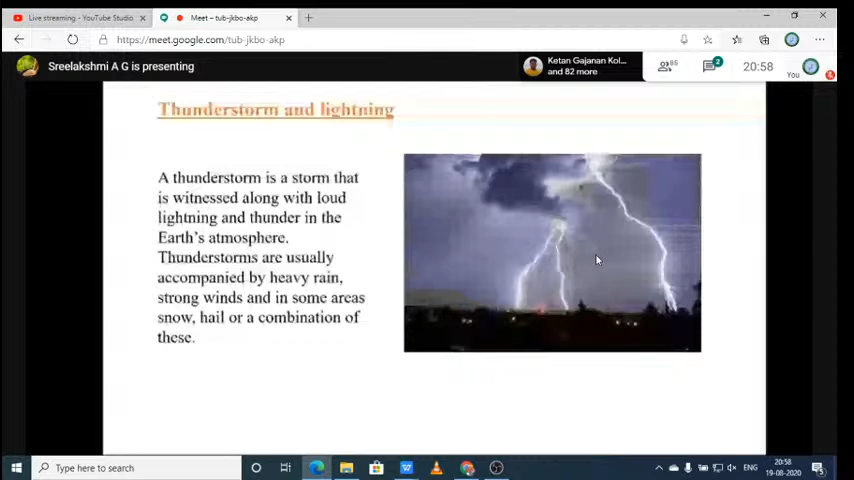 Live streaming - YouTube Studio
Meet – tub-jkbo-akp
https://meet.google.com/tub-jkbo-akp
Sreelakshmi A G is presenting
Ketan Gajanan Kol...
and 82 more
85
2
20:58
You
Thunderstorm and lightning
A thunderstorm is a storm that
is witnessed along with loud
lightning and thunder in the
Earth's atmosphere.
Thunderstorms are usually
accompanied by heavy rain,
strong winds and in some areas
snow, hail or a combination of
these.
Type here to search
ENG
20:58
19-08-2020